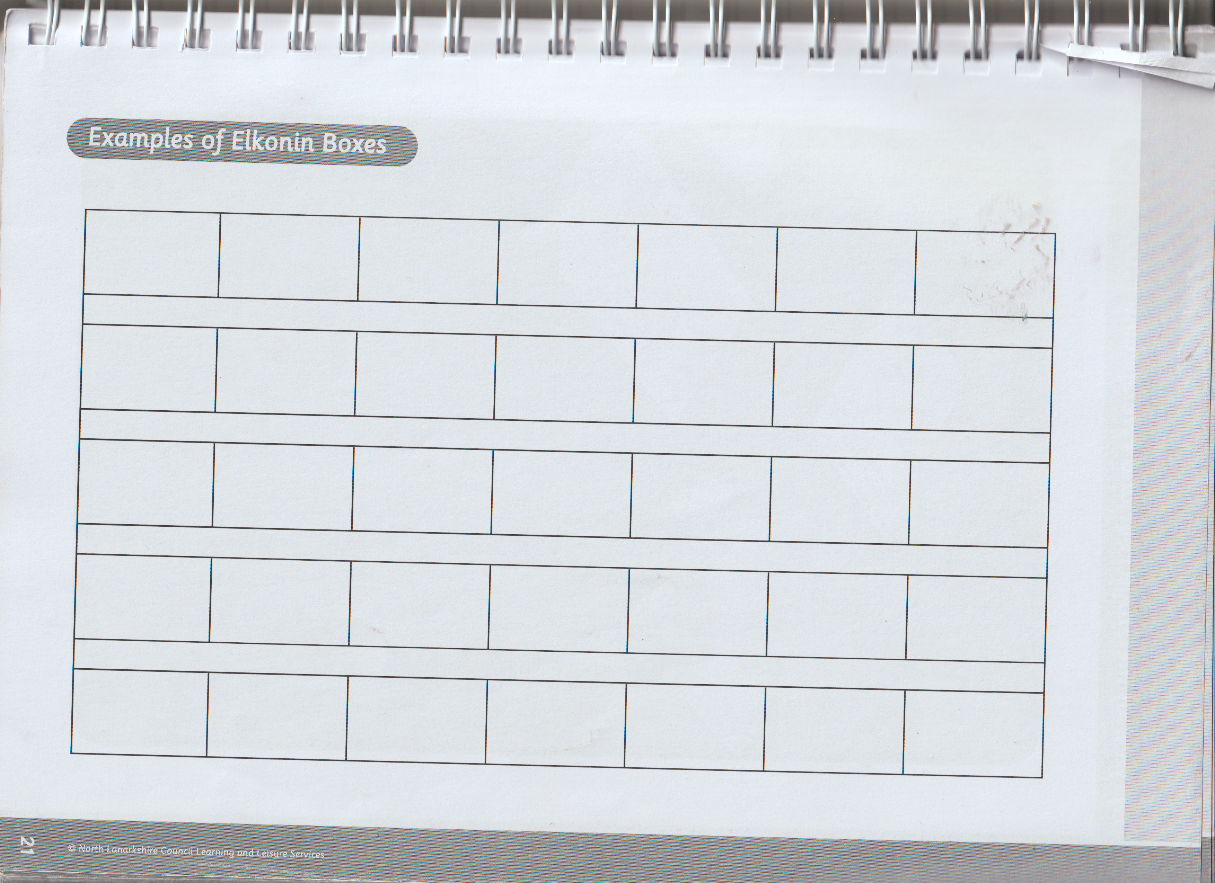 Examples of Elkonin Boxes
21
© North Lanarkshire Council Learning and Leisure Services